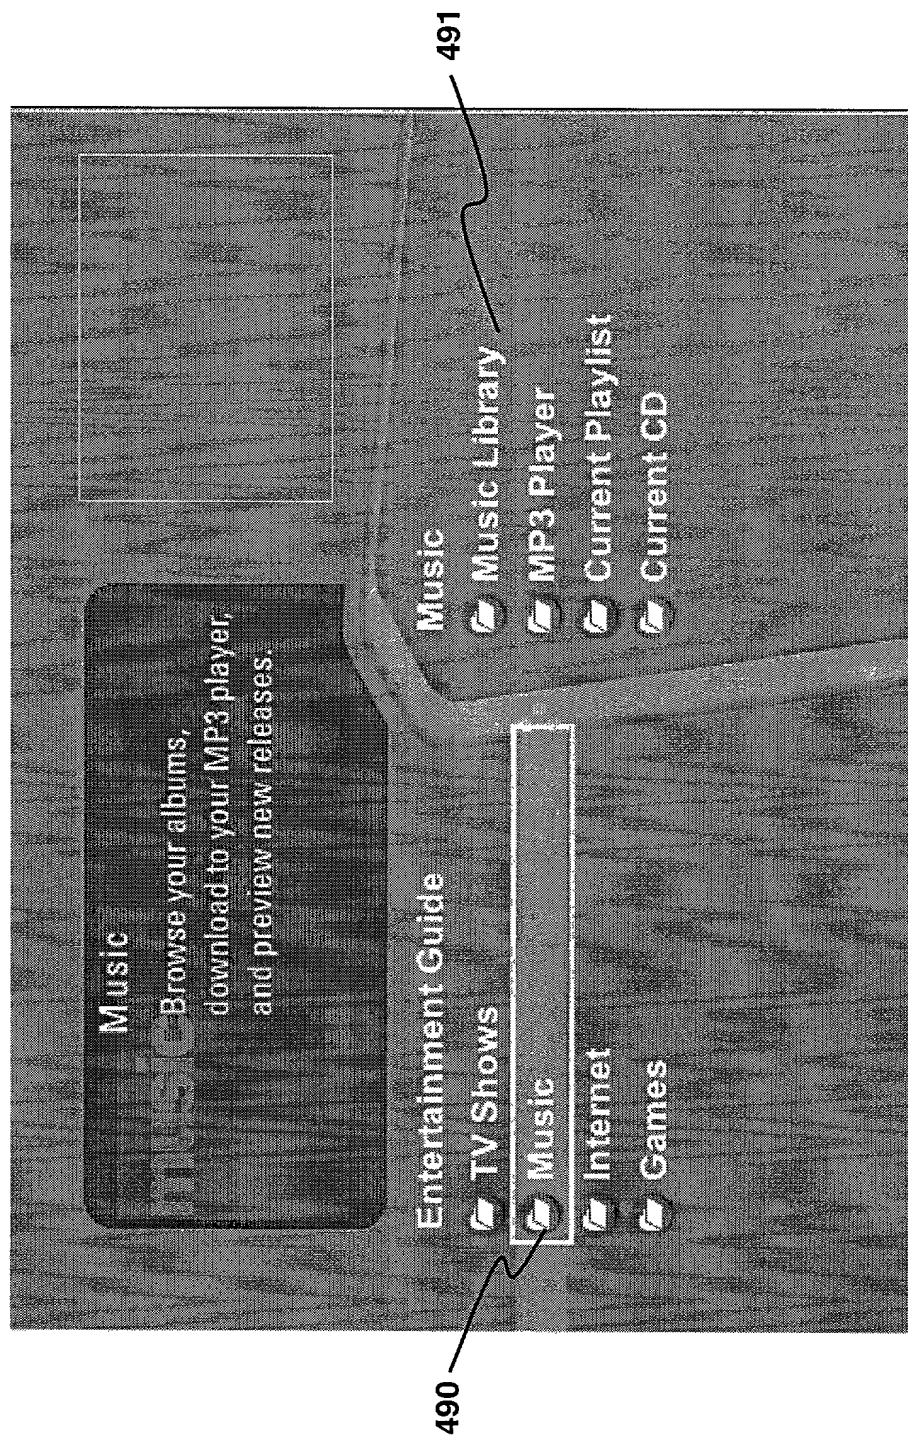 Music
music
Browse your albums,
download to your MP3 player,
and preview new releases.
Entertainment Guide
TV Shows
Music
Internet
Games
Music
Music Library
MP3 Player
Current Playlist
Current CD
490
491